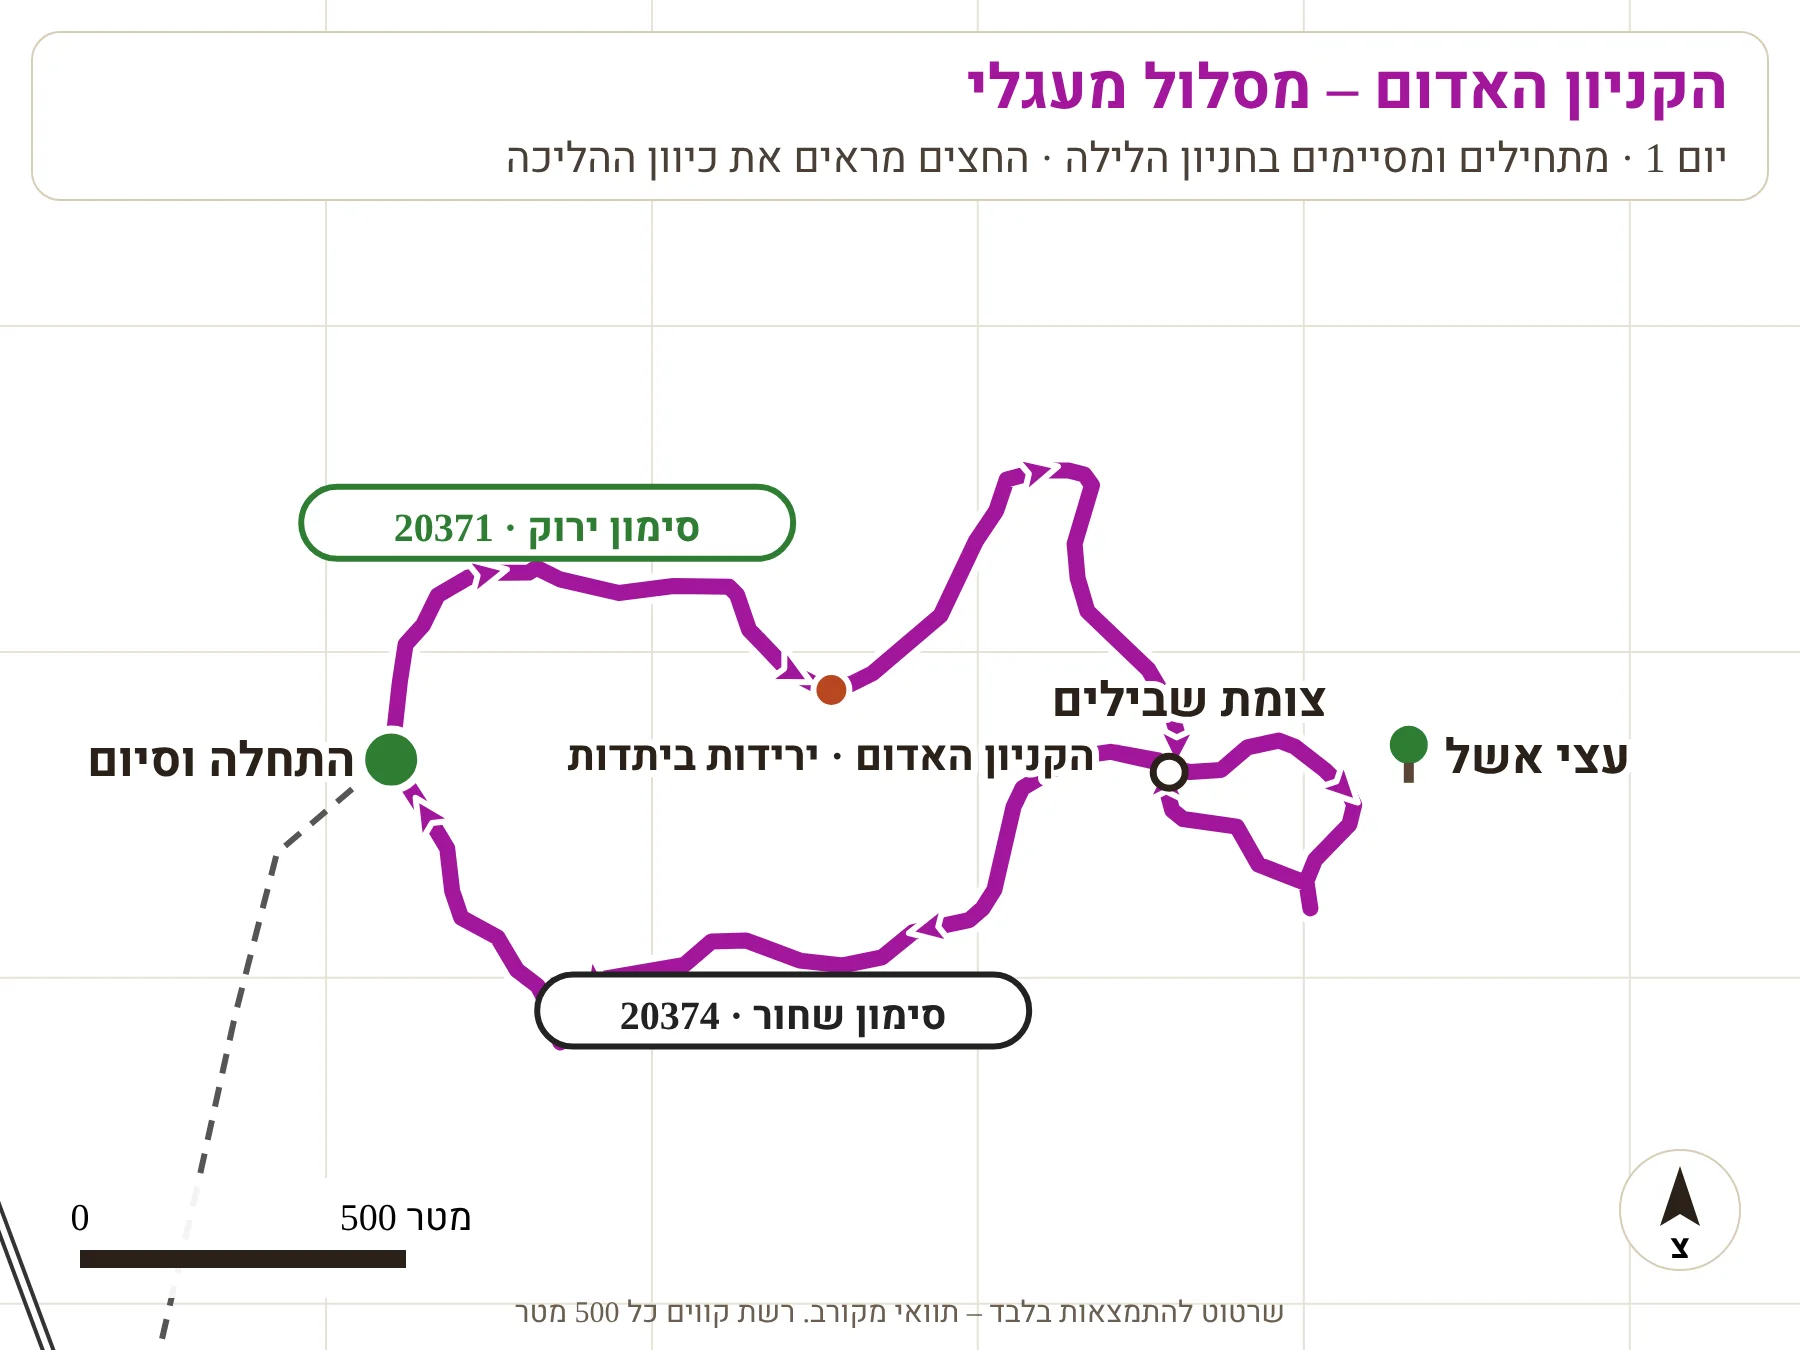 הקניון האדום – מסלול מעגלי
יום 1 · מתחילים ומסיימים בחניון הלילה · החצים מראים את כיוון ההליכה
סימון ירוק · 20371
צומת שבילים
עצי אשל
הקניון האדום · ירידות ביתדות
התחלה וסיום
סימון שחור · 20374
0
500 מטר
צ
שרטוט להתמצאות בלבד – תוואי מקורב. רשת קווים כל 500 מטר